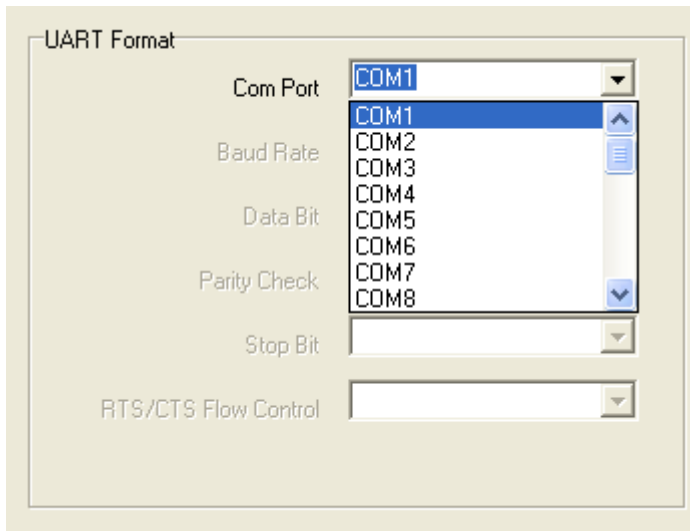 UART Format
Com Port
COM1
COM1
COM2
Baud Rate
COM3
COM4
Data Bit
COM5
COM6
Parity Check
COM7
COM8
Stop Bit
RTS/CTS Flow Control